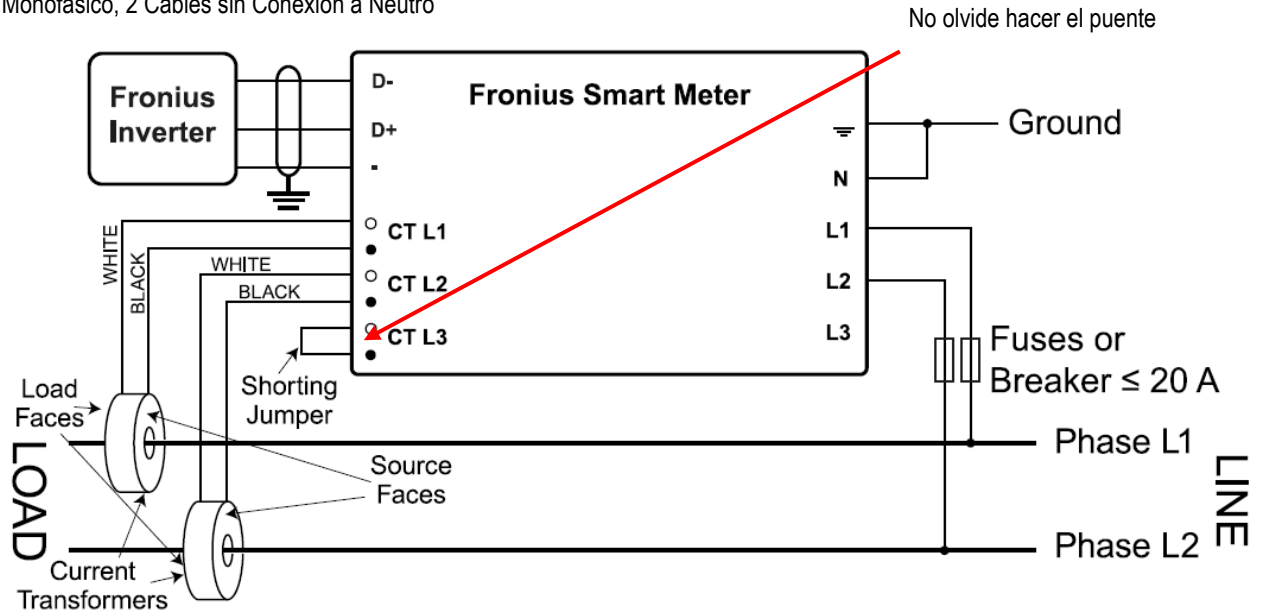 Monofásico, 2 Cables sin Conexión a Neutro
No olvide hacer el puente
Fronius
Inverter
D-
D+
-
Fronius Smart Meter
Ground
N
WHITE
BLACK
CT L1
L1
WHITE
CT L2
L2
BLACK
CT L3
L3
Shorting
Jumper
Fuses or
Breaker ≤ 20 A
Load
Faces
Phase L1
Source
Faces
LOAD
LINE
Phase L2
Current
Transformers